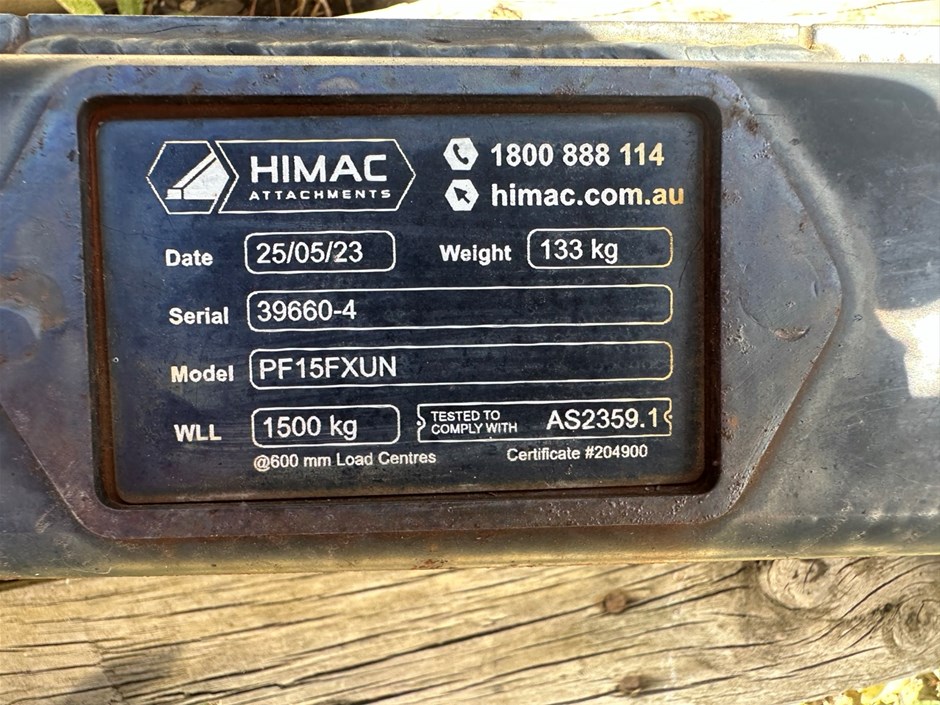 HIMAC
ATTACHMENTS
1800 888 114
himac.com.au
Date 25/05/23 Weight 133 kg
Serial 39660-4
Model PF15FXUN
WLL 1500 kg TESTED TO COMPLY WITH AS2359.1
@600 mm Load Centres Certificate #204900